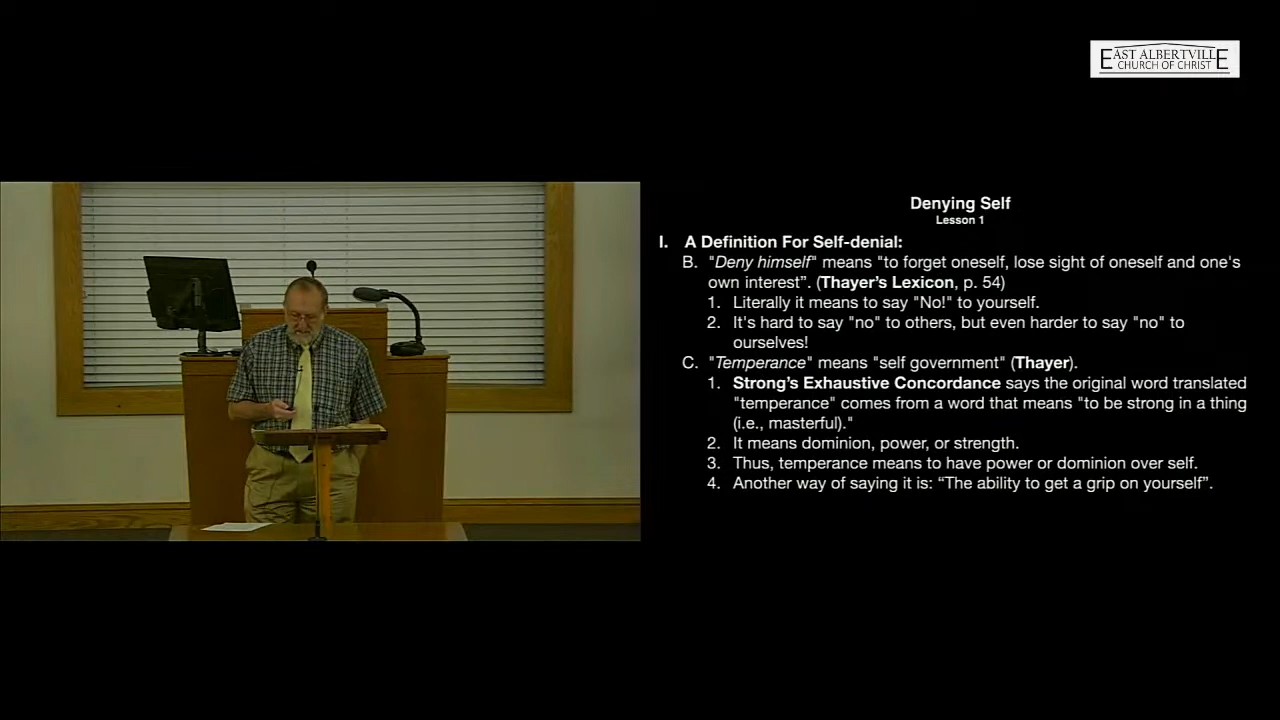 EAST ALBERTVILLE
CHURCH OF CHRIST
Denying Self
Lesson 1
I. A Definition For Self-denial:
B. "Deny himself" means "to forget oneself, lose sight of oneself and one's
own interest”. (Thayer’s Lexicon, p. 54)
1. Literally it means to say "No!" to yourself.
2. It's hard to say "no" to others, but even harder to say "no" to
ourselves!
C. "Temperance" means "self government" (Thayer).
1. Strong’s Exhaustive Concordance says the original word translated
"temperance" comes from a word that means "to be strong in a thing
(i.e., masterful)."
2. It means dominion, power, or strength.
3. Thus, temperance means to have power or dominion over self.
4. Another way of saying it is: “The ability to get a grip on yourself”.